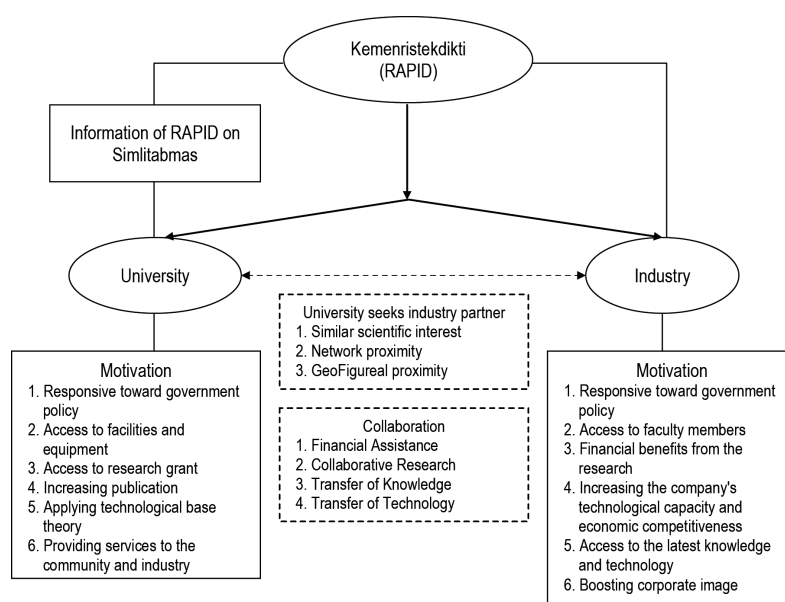 Kemenristekdikti
(RAPID)
Information of RAPID on
Simlitabmas
University
Industry
University seeks industry partner
1. Similar scientific interest
2. Network proximity
3. GeoFigureal proximity
Collaboration
1. Financial Assistance
2. Collaborative Research
3. Transfer of Knowledge
4. Transfer of Technology
Motivation
1. Responsive toward government
policy
2. Access to facilities and
equipment
3. Access to research grant
4. Increasing publication
5. Applying technological base
theory
6. Providing services to the
community and industry
Motivation
1. Responsive toward government
policy
2. Access to faculty members
3. Financial benefits from the
research
4. Increasing the company's
technological capacity and
economic competitiveness
5. Access to the latest knowledge
and technology
6. Boosting corporate image